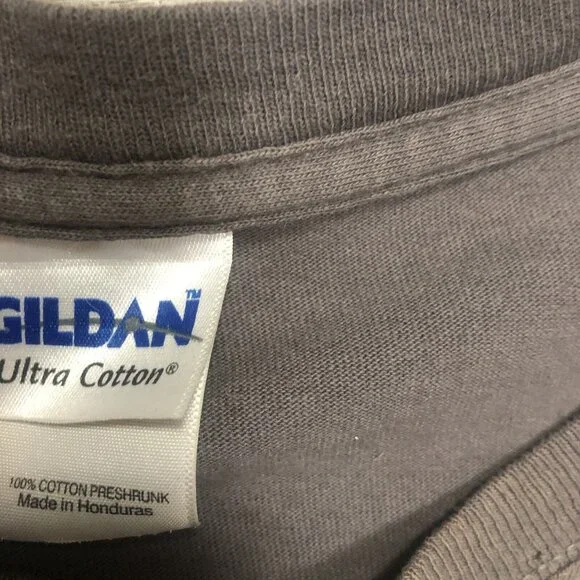 GILDAN™
Ultra Cotton®
100% COTTON PRESHRUNK
Made in Honduras